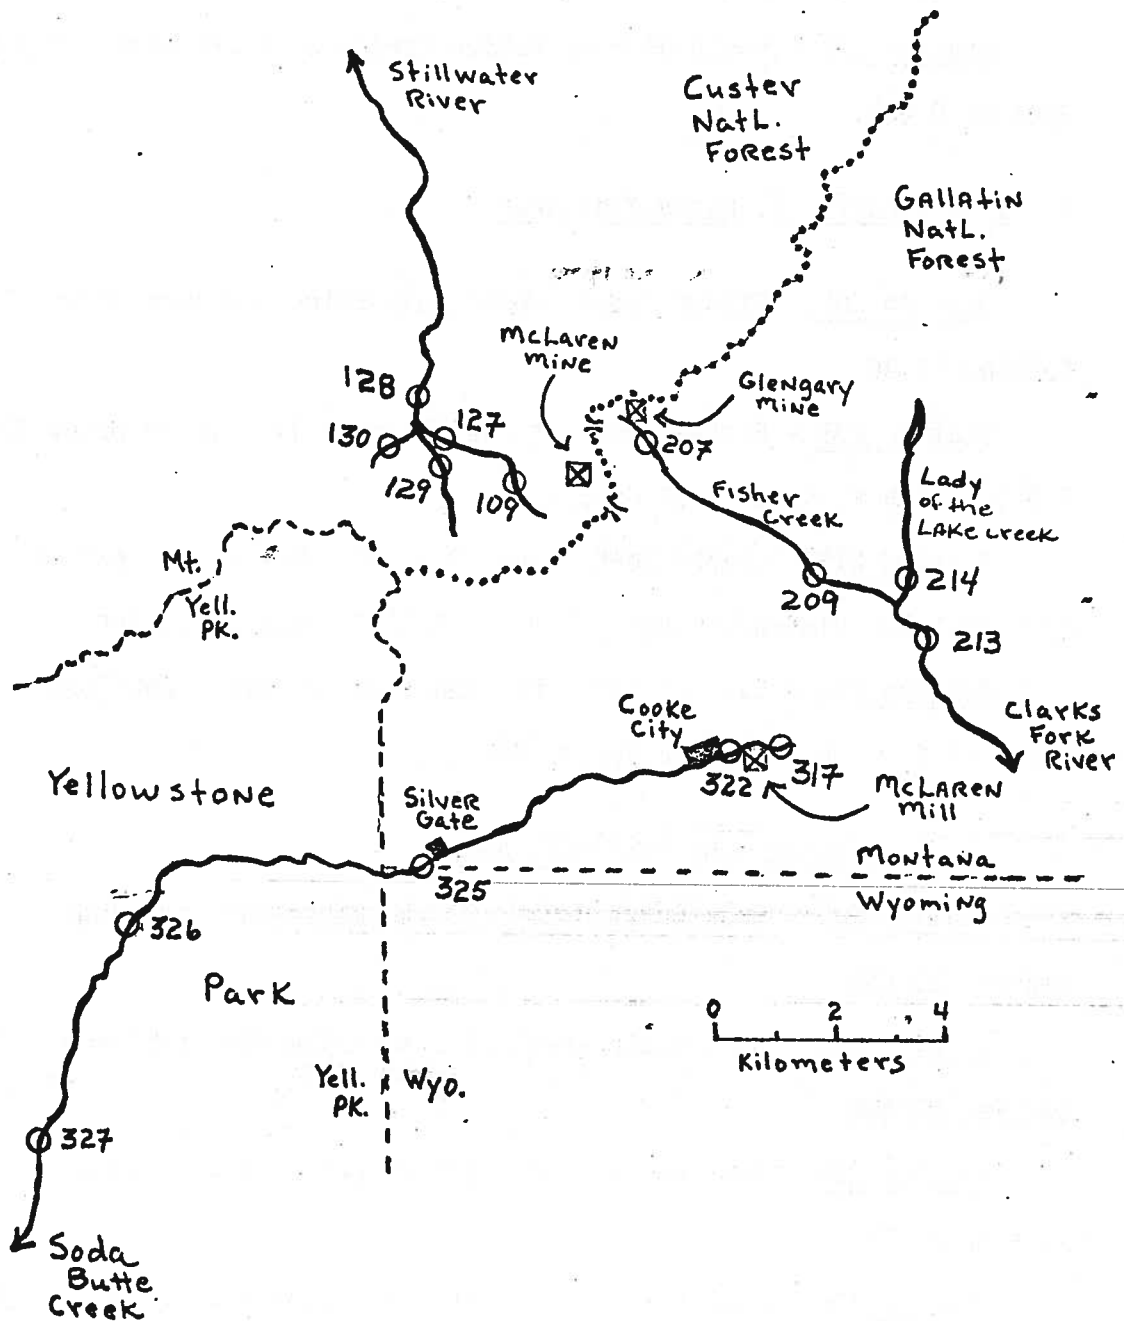 Stillwater
River
Custer
Natl.
Forest
Gallatin
Natl.
Forest
McLaren
Mine
Glengary
Mine
128
127
130
129
109
207
Fisher
Creek
Lady
of the
Lake Creek
209
214
213
Mt.
Yell.
PK.
Cooke
City
322
317
McLaren
Mill
Clarks
Fork
River
Yellowstone
Silver
Gate
325
Montana
Wyoming
326
Park
0 2 4
Kilometers
Yell.
PK.
Wyo.
327
Soda
Butte
Creek